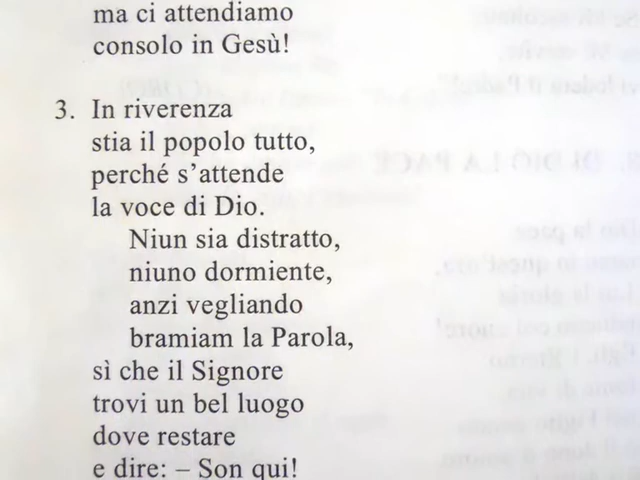 ma ci attendiamo
consolo in Gesù!
3. In riverenza
stia il popolo tutto,
perché s'attende
la voce di Dio.
Niun sia distratto,
niuno dormiente,
anzi vegliando
bramiam la Parola,
sì che il Signore
trovi un bel luogo
dove restare
e dire: – Son qui!